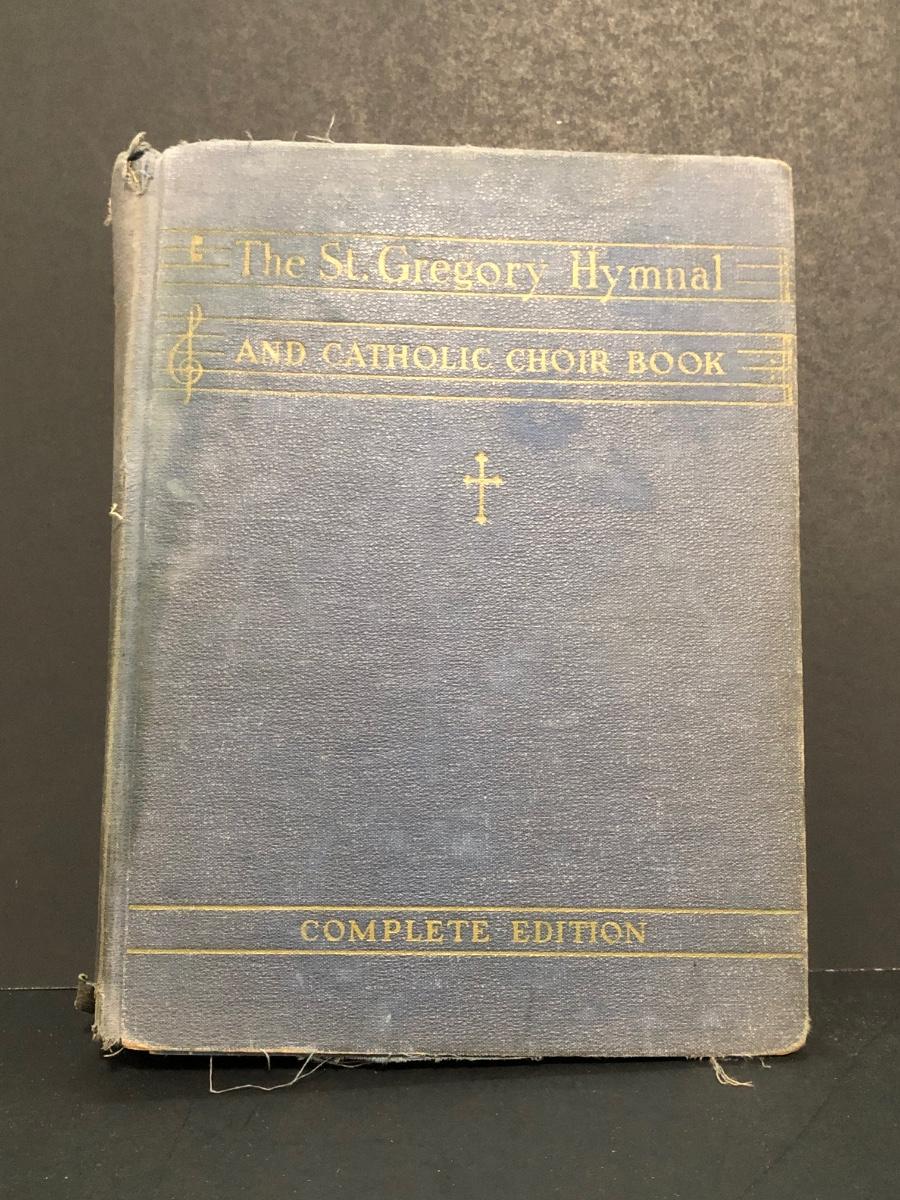 The St. Gregory Hymnal
AND CATHOLIC CHOIR BOOK
COMPLETE EDITION